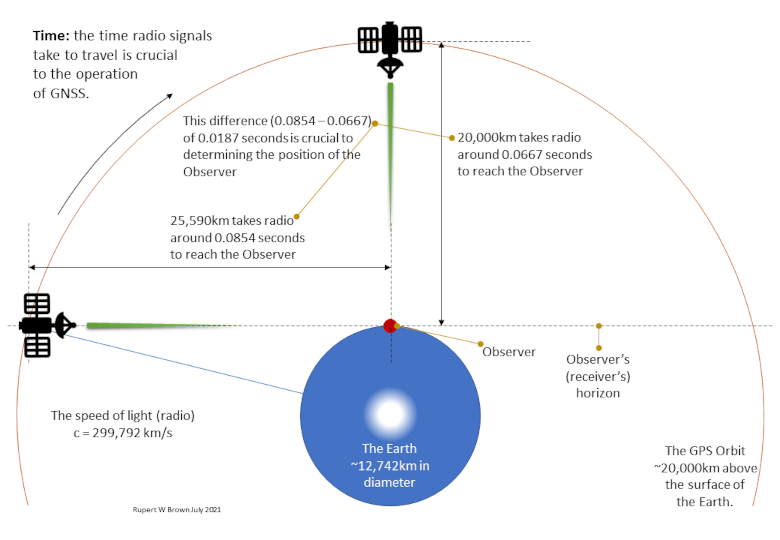 Time: the time radio signals
take to travel is crucial
to the operation
of GNSS.
This difference (0.0854 – 0.0667)
of 0.0187 seconds is crucial to
determining the position of the
Observer
20,000km takes radio
around 0.0667 seconds
to reach the Observer
25,590km takes radio
around 0.0854 seconds
to reach the Observer
Observer
Observer's
(receiver's)
horizon
The speed of light (radio)
c = 299,792 km/s
The Earth
~12,742km in
diameter
The GPS Orbit
~20,000km above
the surface of
the Earth.
Rupert W Brown July 2021